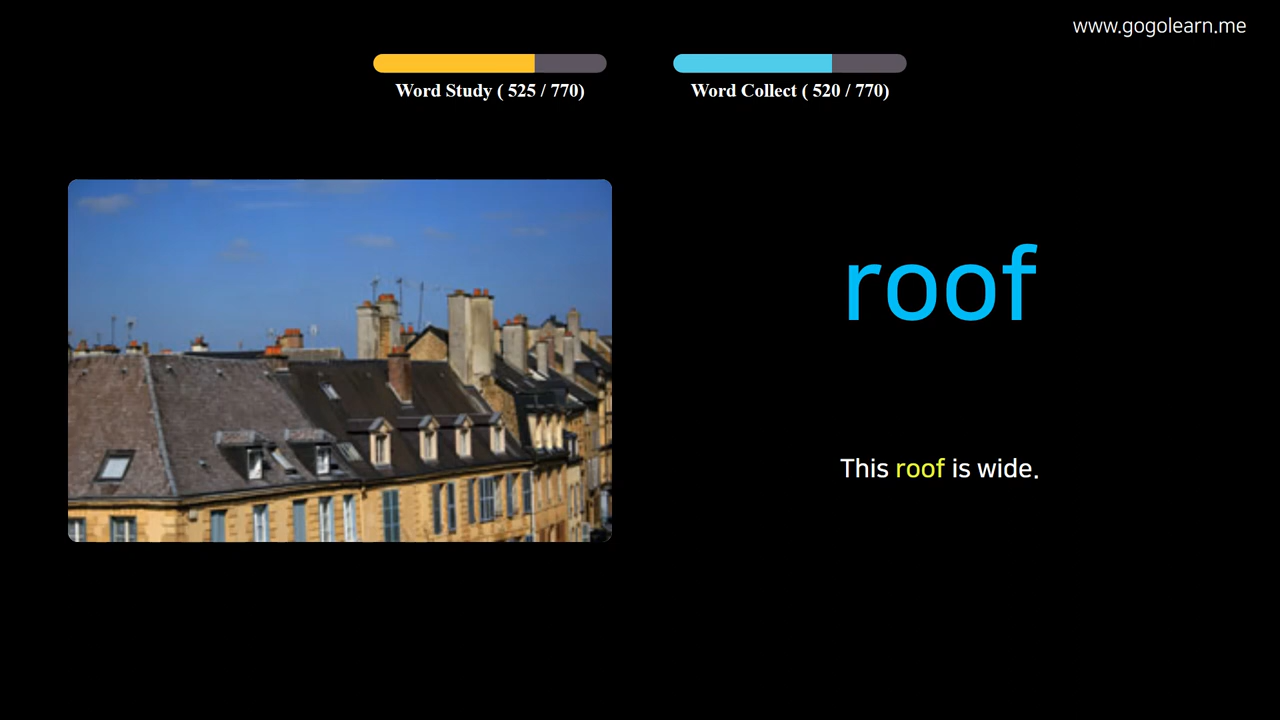 www.gogolearn.me
Word Study ( 525 / 770)
Word Collect ( 520 / 770)
roof
This roof is wide.